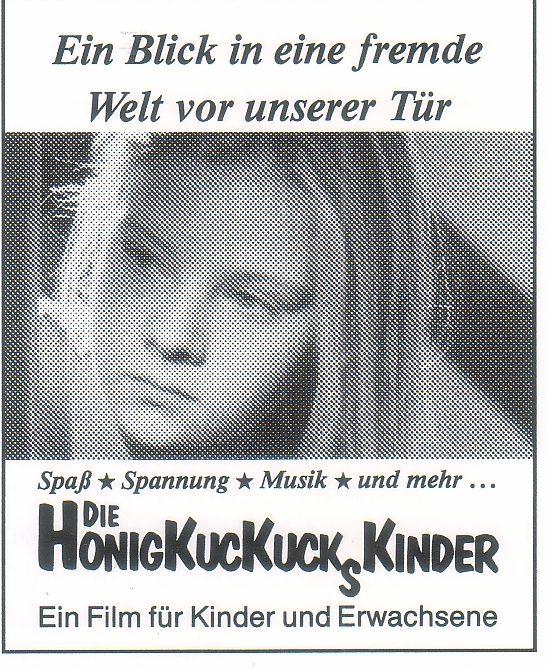 Ein Blick in eine fremde
Welt vor unserer Tür
Spaß ★ Spannung ★ Musik ★ und mehr ...
DIE
HONIGKUCKUCKSKINDER
Ein Film für Kinder und Erwachsene